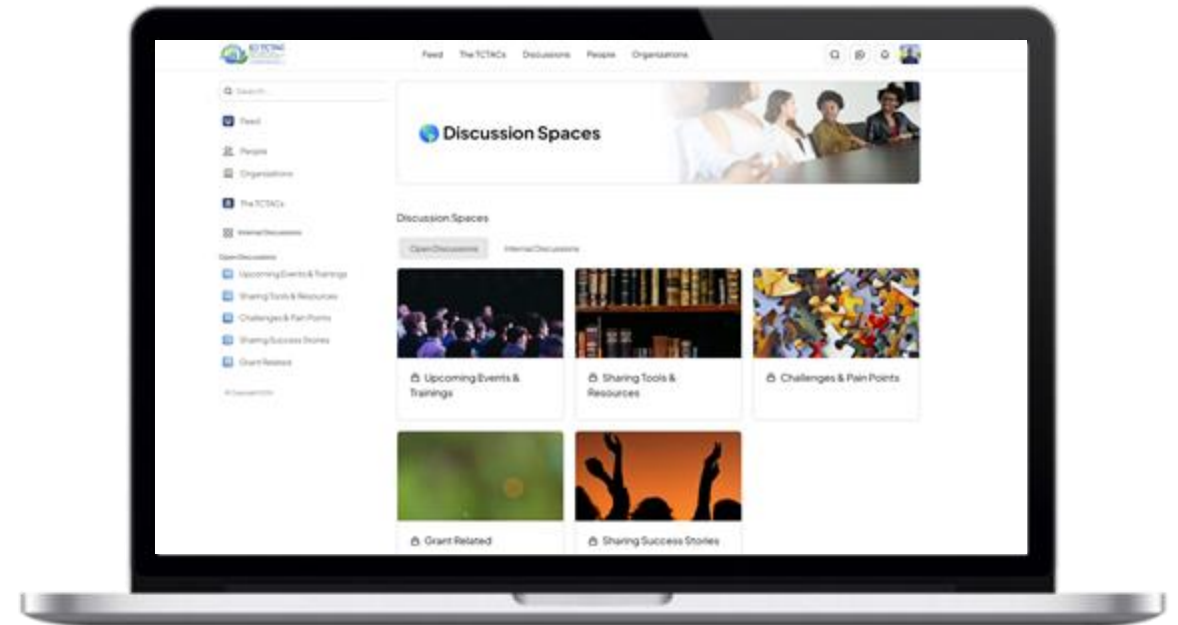 EJ TCTAC
Feed The TCTACs Discussions People Organizations
Search
Feed
People
Organizations
The TCTACs
Internal Discussions
Open Discussions
Upcoming Events & Trainings
Sharing Tools & Resources
Challenges & Pain Points
Sharing Success Stories
Grant Related
Discussion Spaces
Discussion Spaces
Open Discussions Internal Discussions
Upcoming Events &
Trainings
Sharing Tools &
Resources
Challenges & Pain Points
Grant Related
Sharing Success Stories